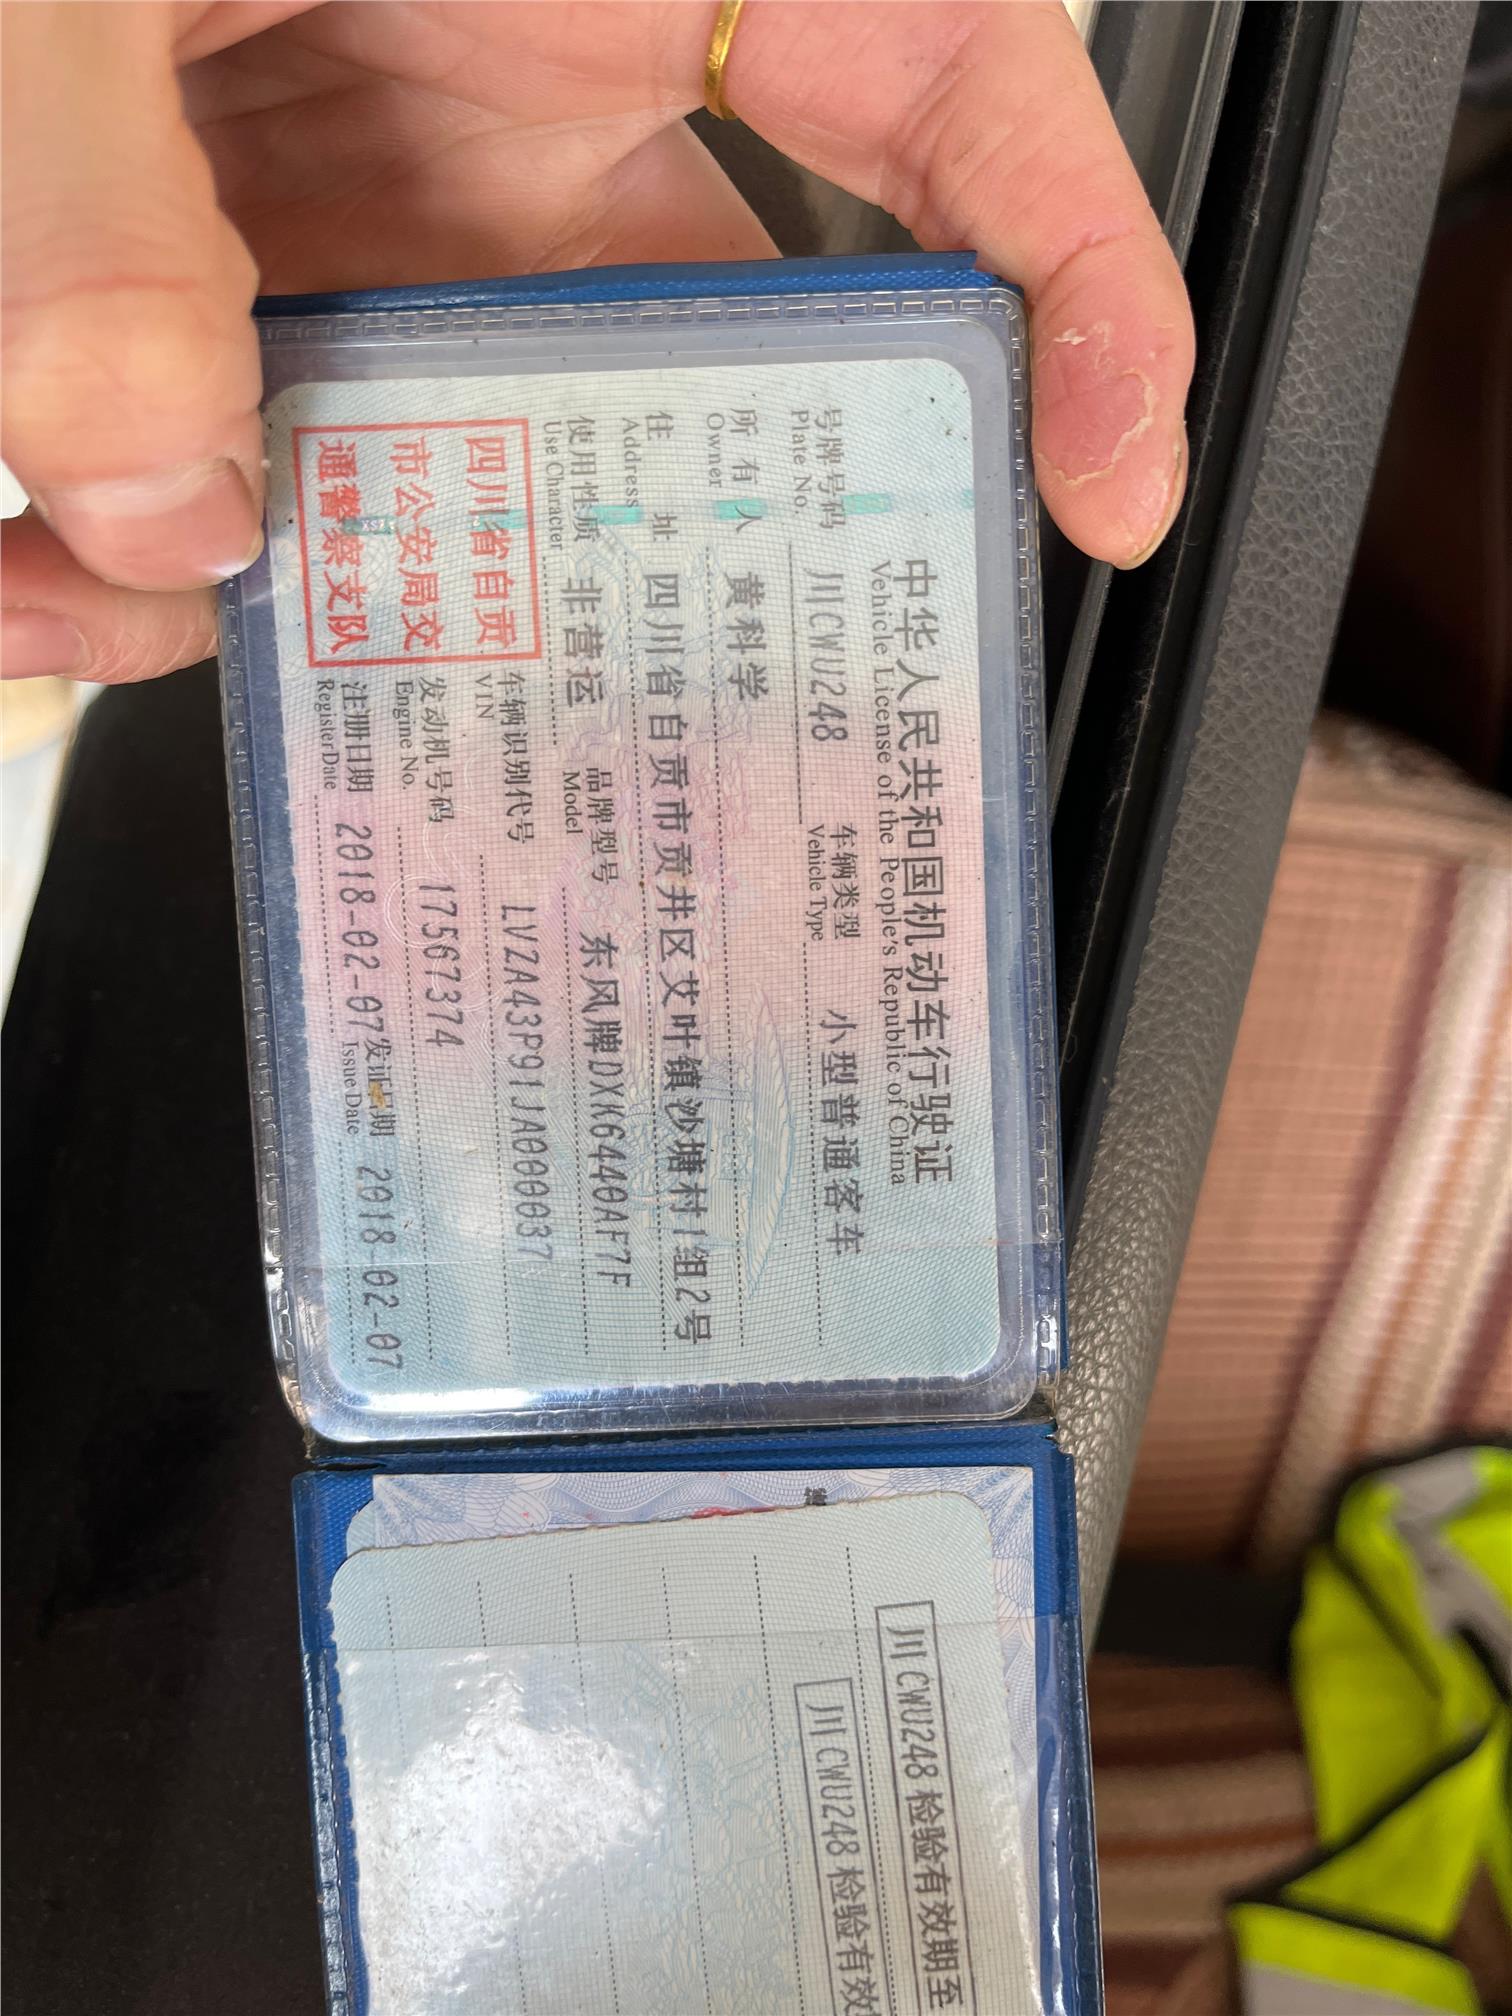 中华人民共和国机动车行驶证
Vehicle License of the People's Republic of China
号牌号码 川CWU248 车辆类型 小型普通客车
Plate No. Vehicle Type
所有人 黄科学
Owner
住址 四川省自贡市贡井区艾叶镇沙塘村1组2号
Address
使用性质 非营运 品牌型号 东风牌DXK6440AF7F
Use Character Model
四川省自贡
市公安局交
通警察支队
车辆识别代号 LVZA43P91JA000037
VIN
发动机号码 17567374
Engine No.
注册日期 2018-02-07 发证日期 2018-02-07
Register Date Issue Date
川CWU248 检验有效期至
川CWU248 检验有效